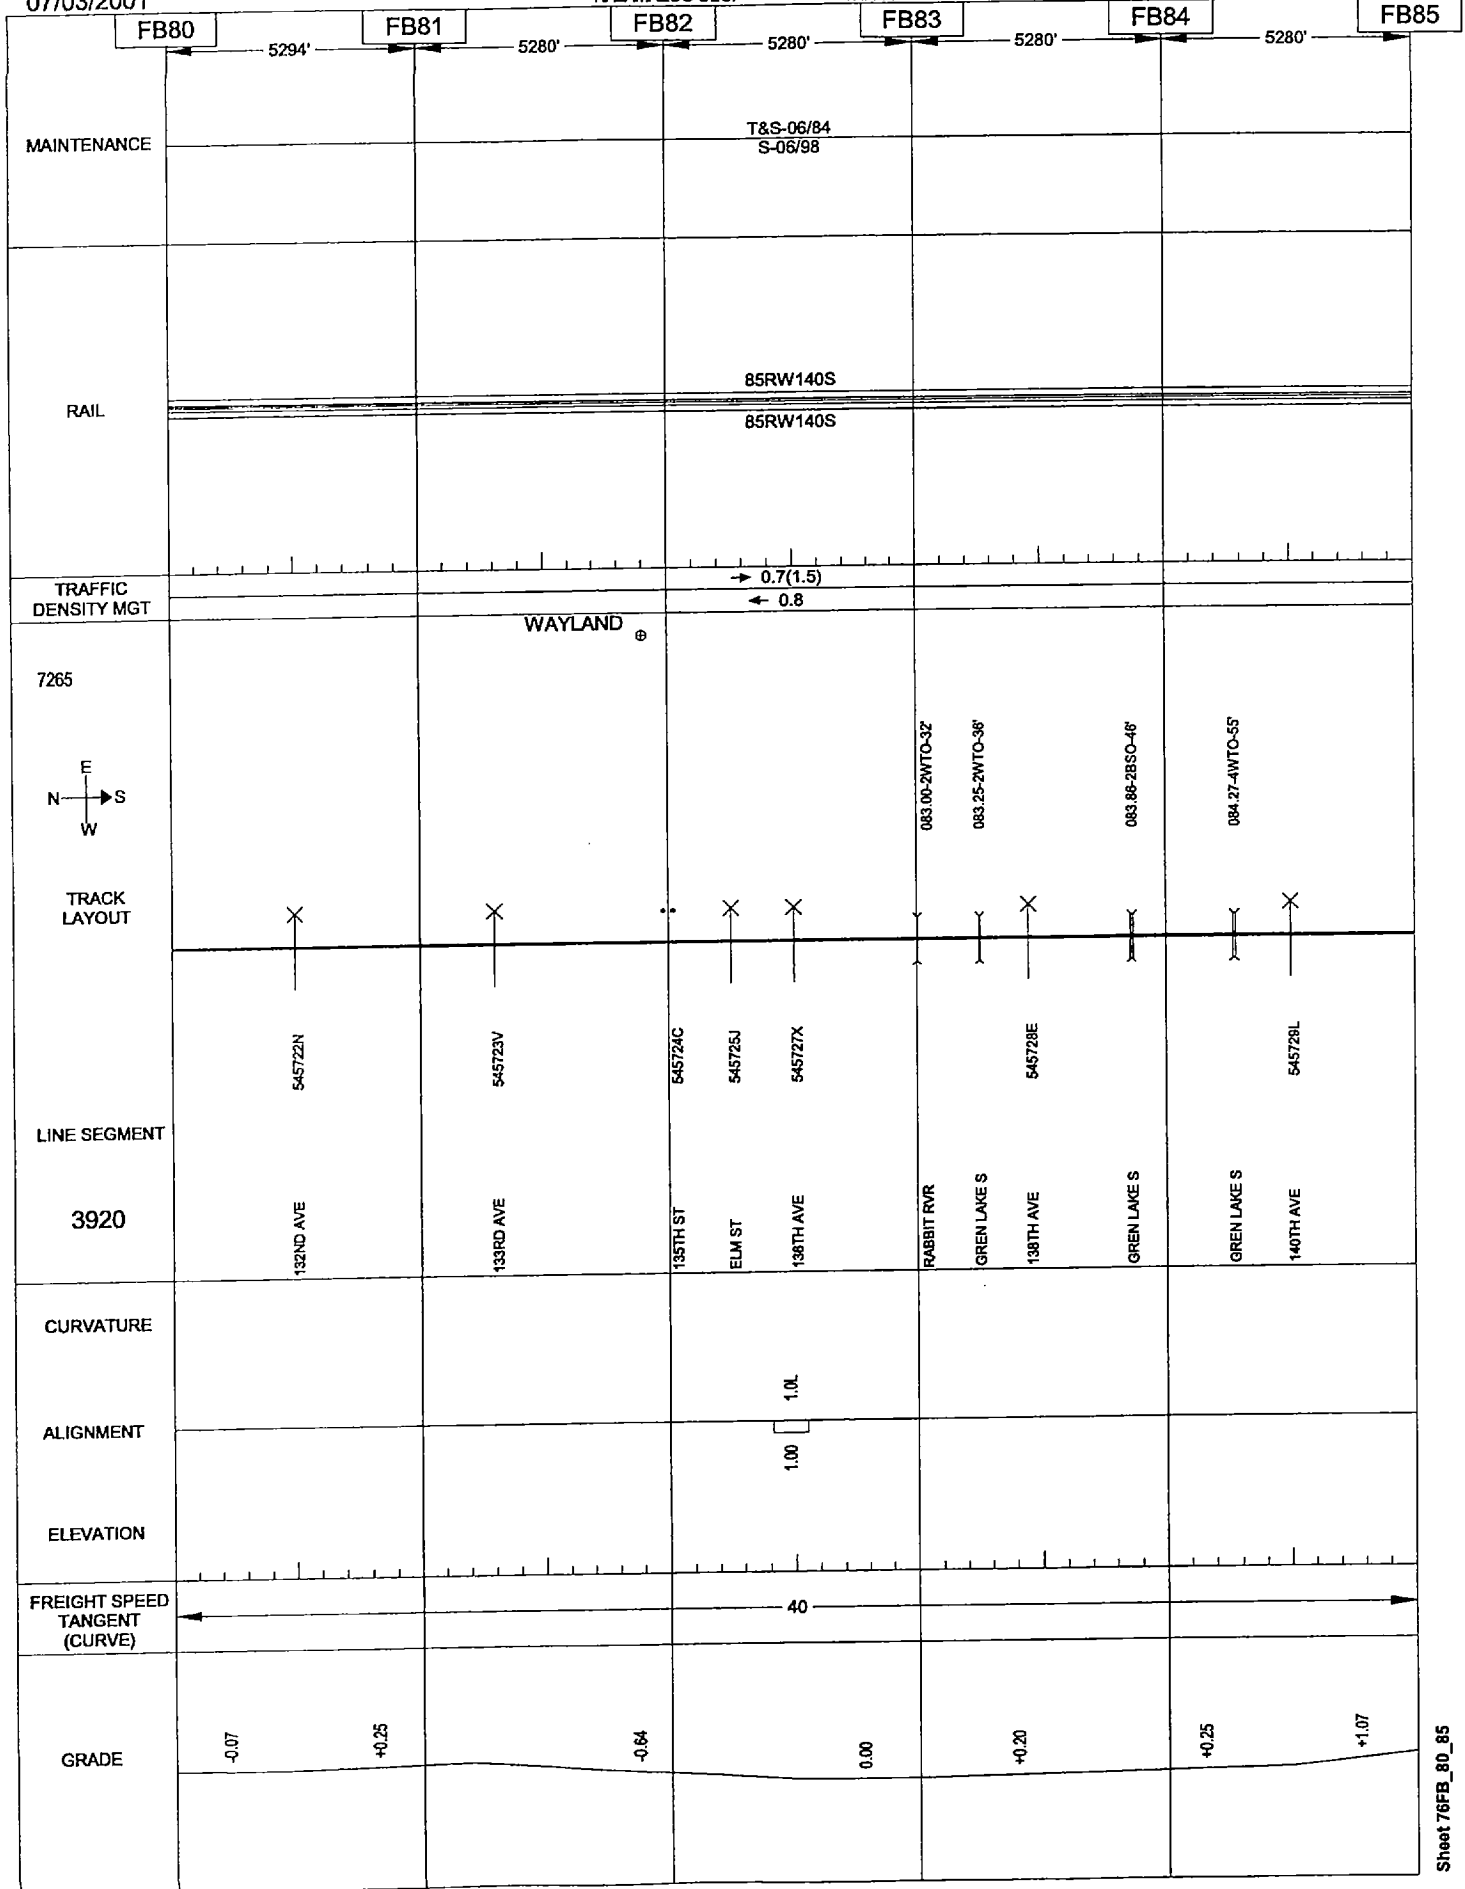 07/03/2001
FB80 FB81 FB82 FB83 FB84 FB85
5294' 5280' 5280' 5280' 5280'
MAINTENANCE
T&S-06/84
S-06/98
RAIL
85RW140S
85RW140S
TRAFFIC
DENSITY MGT
→ 0.7(1.5)
← 0.8
WAYLAND
7265
E
N S
W
083.00-2WTO-32'
083.25-2WTO-36'
083.86-2BSO-46'
084.27-4WTO-55'
TRACK
LAYOUT
545722N
545723V
545724C
545725J
545727X
545728E
545729L
LINE SEGMENT
3920
132ND AVE
133RD AVE
135TH ST
ELM ST
138TH AVE
RABBIT RVR
GREN LAKE S
138TH AVE
GREN LAKE S
GREN LAKE S
140TH AVE
CURVATURE
1.0L
ALIGNMENT
1.00
ELEVATION
FREIGHT SPEED
TANGENT
(CURVE)
40
GRADE
-0.07
+0.25
-0.64
0.00
+0.20
+0.25
+1.07
Sheet 76FB_80_85